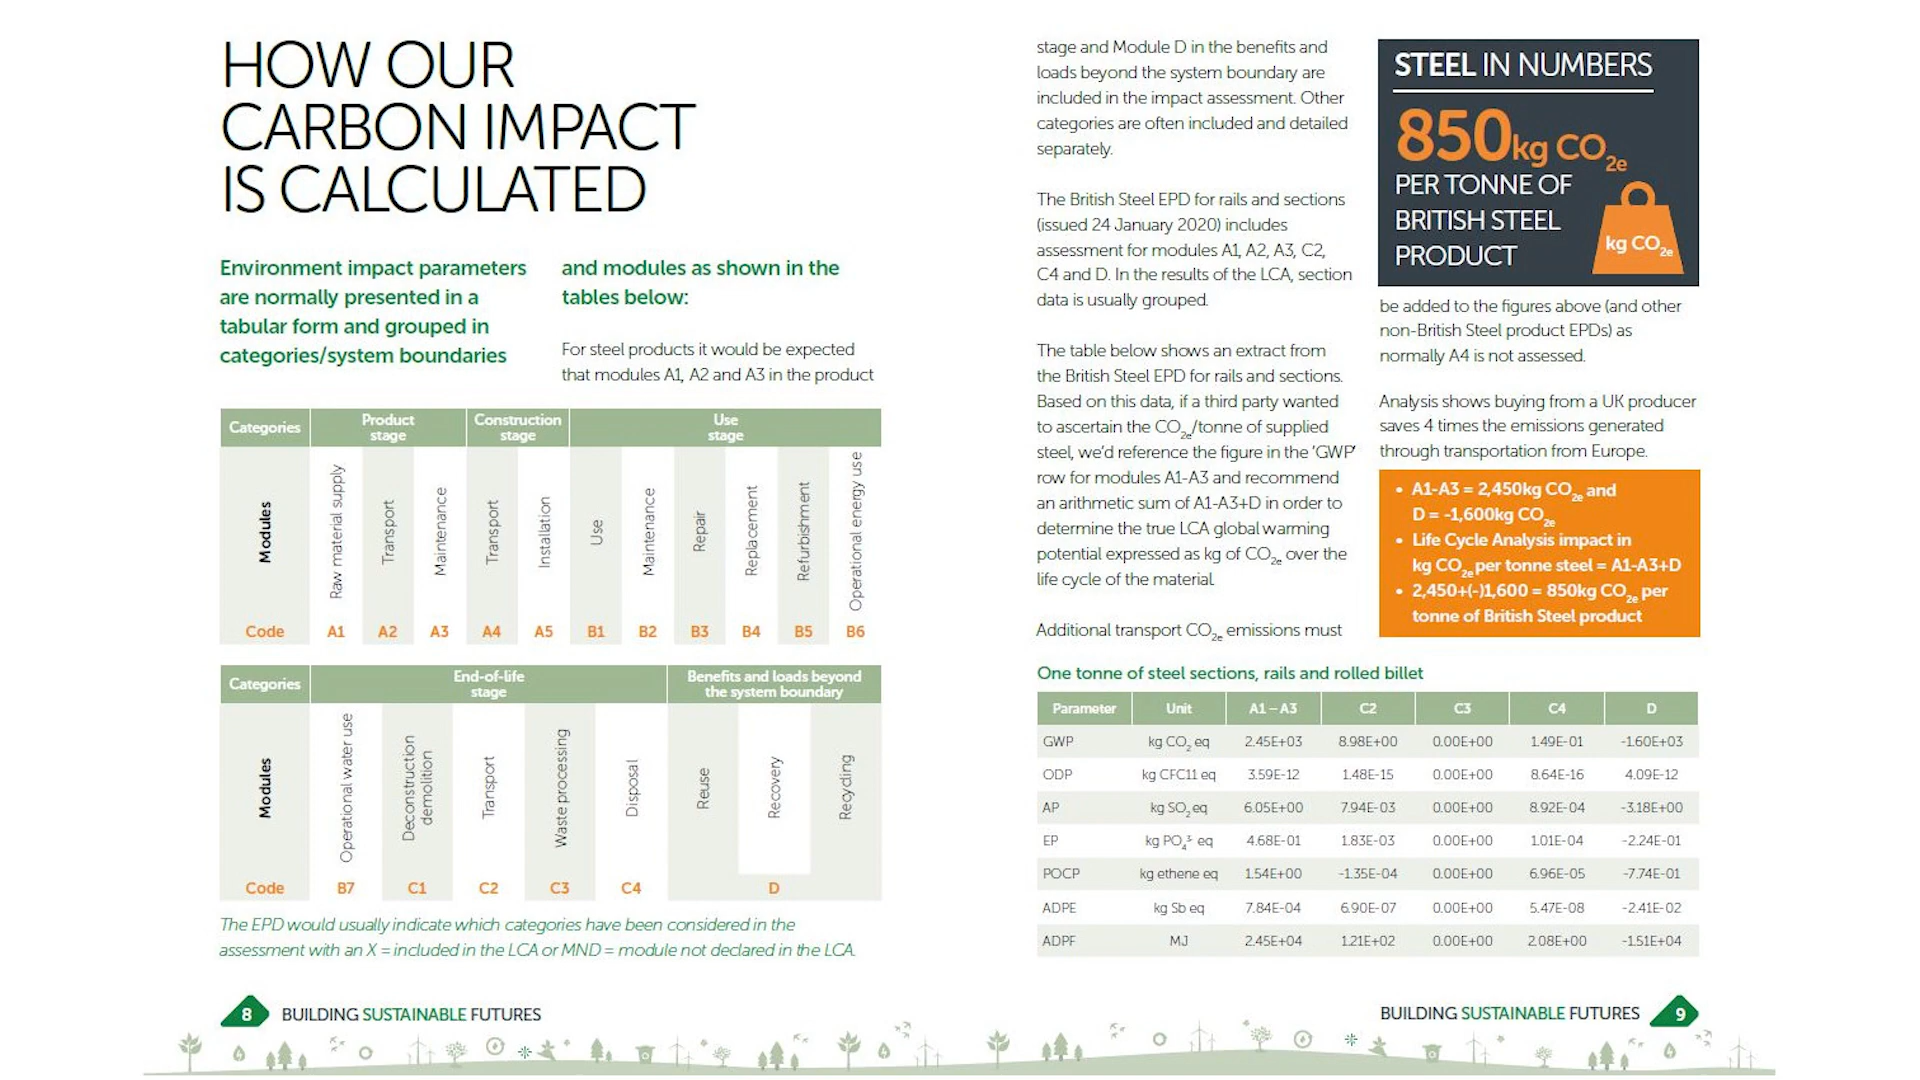 HOW OUR
CARBON IMPACT
IS CALCULATED
Environment impact parameters
are normally presented in a
tabular form and grouped in
categories/system boundaries
and modules as shown in the
tables below:
For steel products it would be expected
that modules A1, A2 and A3 in the product
Categories Product stage Construction stage Use stage
Modules Raw material supply Transport Maintenance Transport Installation Use Maintenance Repair Replacement Refurbishment Operational energy use
Code A1 A2 A3 A4 A5 B1 B2 B3 B4 B5 B6
Categories End-of-life stage Benefits and loads beyond the system boundary
Modules Operational water use Deconstruction demolition Transport Waste processing Disposal Reuse Recovery Recycling
Code B7 C1 C2 C3 C4 D
The EPD would usually indicate which categories have been considered in the
assessment with an X = included in the LCA or MND = module not declared in the LCA.
8 BUILDING SUSTAINABLE FUTURES
stage and Module D in the benefits and
loads beyond the system boundary are
included in the impact assessment. Other
categories are often included and detailed
separately.
The British Steel EPD for rails and sections
(issued 24 January 2020) includes
assessment for modules A1, A2, A3, C2,
C4 and D. In the results of the LCA, section
data is usually grouped.
The table below shows an extract from
the British Steel EPD for rails and sections.
Based on this data, if a third party wanted
to ascertain the CO2e/tonne of supplied
steel, we'd reference the figure in the 'GWP'
row for modules A1-A3 and recommend
an arithmetic sum of A1-A3+D in order to
determine the true LCA global warming
potential expressed as kg of CO2e over the
life cycle of the material.
Additional transport CO2e emissions must
STEEL IN NUMBERS
850kg CO2e
PER TONNE OF
BRITISH STEEL
PRODUCT
kg CO2e
be added to the figures above (and other
non-British Steel product EPDs) as
normally A4 is not assessed.
Analysis shows buying from a UK producer
saves 4 times the emissions generated
through transportation from Europe.
• A1-A3 = 2,450kg CO2e and
D = -1,600kg CO2e
• Life Cycle Analysis impact in
kg CO2e per tonne steel = A1-A3+D
• 2,450+(-)1,600 = 850kg CO2e per
tonne of British Steel product
One tonne of steel sections, rails and rolled billet
Parameter Unit A1 – A3 C2 C3 C4 D
GWP kg CO2 eq 2.45E+03 8.98E+00 0.00E+00 1.49E-01 -1.60E+03
ODP kg CFC11 eq 3.59E-12 1.48E-15 0.00E+00 8.64E-16 4.09E-12
AP kg SO2 eq 6.05E+00 7.94E-03 0.00E+00 8.92E-04 -3.18E+00
EP kg PO4³⁻ eq 4.68E-01 1.83E-03 0.00E+00 1.01E-04 -2.24E-01
POCP kg ethene eq 1.54E+00 -1.35E-04 0.00E+00 6.96E-05 -7.74E-01
ADPE kg Sb eq 7.84E-04 6.90E-07 0.00E+00 5.47E-08 -2.41E-02
ADPF MJ 2.45E+04 1.21E+02 0.00E+00 2.08E+00 -1.51E+04
BUILDING SUSTAINABLE FUTURES 9